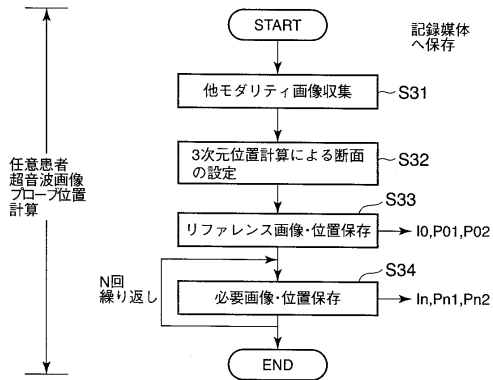 START
記録媒体
へ保存
他モダリティ画像収集
S31
3次元位置計算による断面
の設定
S32
任意患者
超音波画像
プローブ位置
計算
S33
リファレンス画像・位置保存
I0,P01,P02
N回
繰り返し
S34
必要画像・位置保存
In,Pn1,Pn2
END